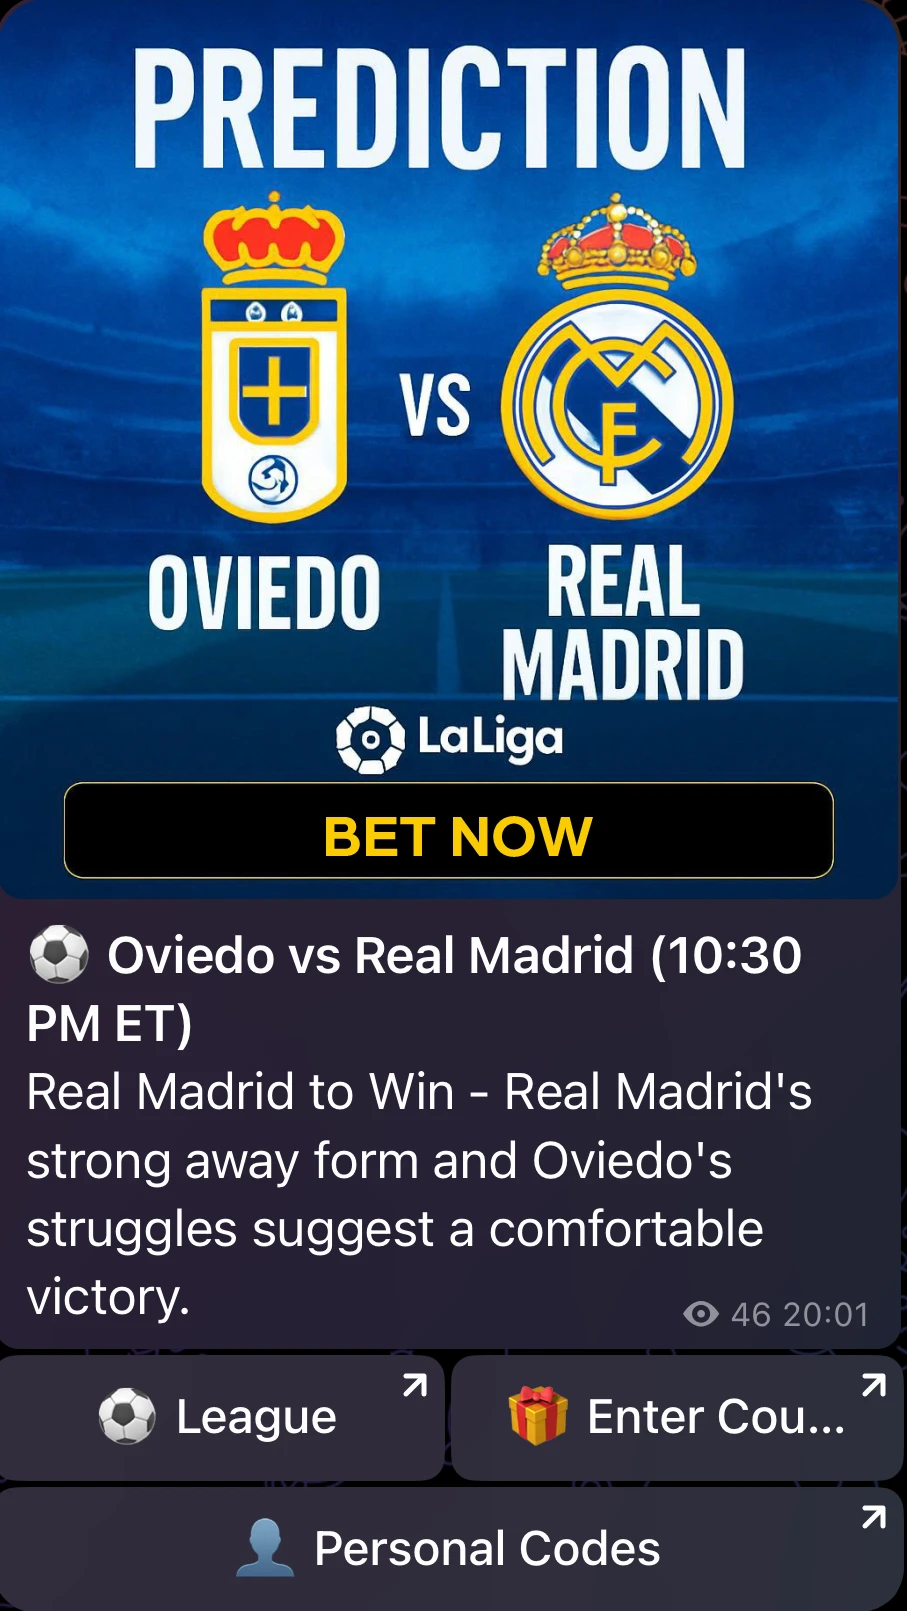 PREDICTION
VS
OVIEDO
REAL
MADRID
LaLiga
BET NOW
⚽ Oviedo vs Real Madrid (10:30
PM ET)
Real Madrid to Win - Real Madrid's
strong away form and Oviedo's
struggles suggest a comfortable
victory.
46 20:01
⚽ League
🎁 Enter Cou...
👤 Personal Codes